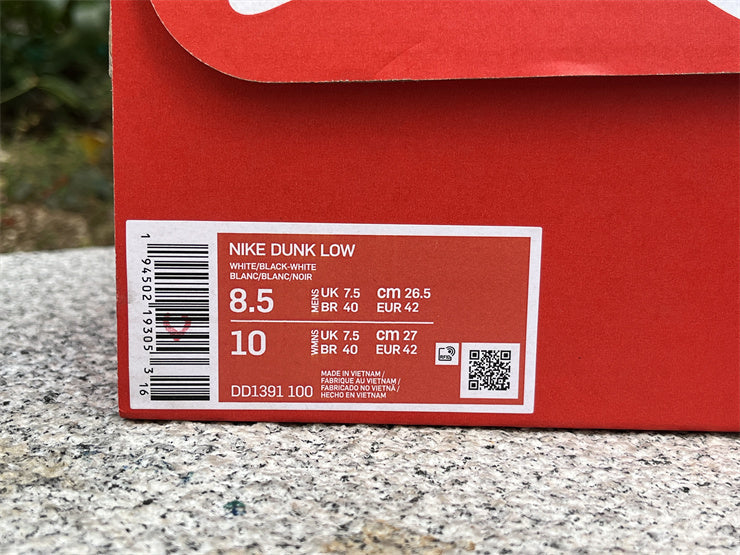 NIKE DUNK LOW
WHITE/BLACK-WHITE
BLANC/BLANC/NOIR
8.5 MENS UK 7.5 cm 26.5
BR 40 EUR 42
10 WMNS UK 7.5 cm 27
BR 40 EUR 42
MADE IN VIETNAM /
FABRIQUE AU VIETNAM /
FABRICADO NO VIETNÃ /
HECHO EN VIETNAM
DD1391 100
1 94502 19305 3 16